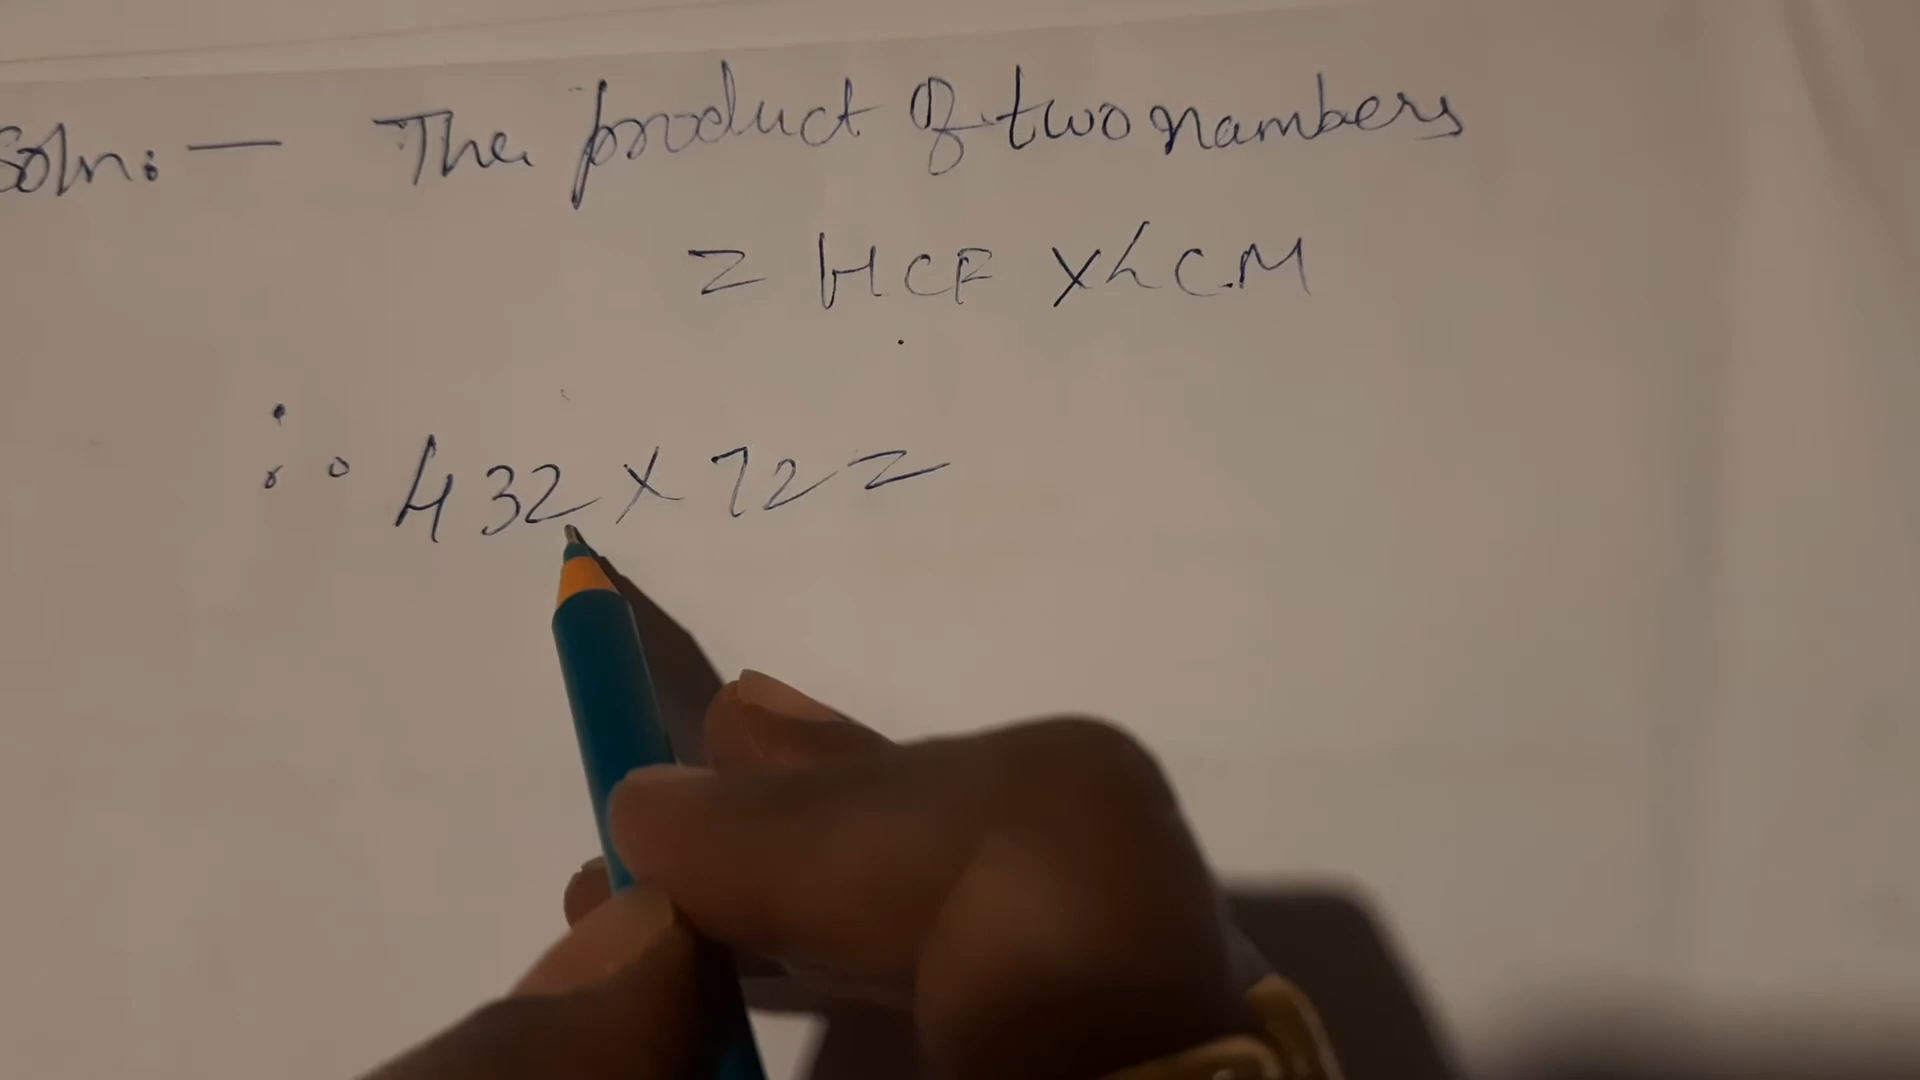 Soln: — The product of two numbers
= HCF × LCM
∴ 432 × 72 =